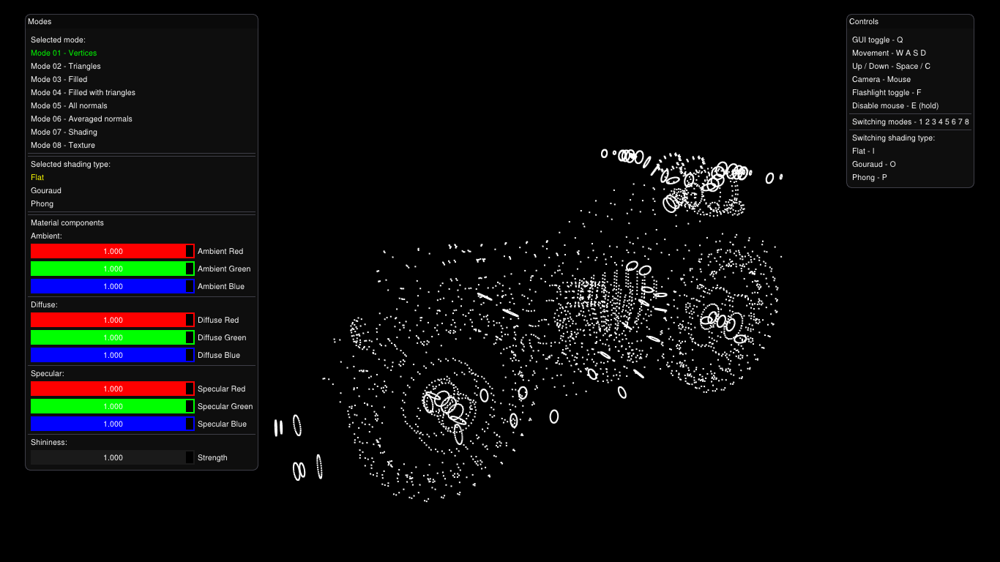 Modes
Selected mode:
Mode 01 - Vertices
Mode 02 - Triangles
Mode 03 - Filled
Mode 04 - Filled with triangles
Mode 05 - All normals
Mode 06 - Averaged normals
Mode 07 - Shading
Mode 08 - Texture
Selected shading type:
Flat
Gouraud
Phong
Material components
Ambient:
1.000 Ambient Red
1.000 Ambient Green
1.000 Ambient Blue
Diffuse:
1.000 Diffuse Red
1.000 Diffuse Green
1.000 Diffuse Blue
Specular:
1.000 Specular Red
1.000 Specular Green
1.000 Specular Blue
Shininess:
1.000 Strength
Controls
GUI toggle - Q
Movement - W A S D
Up / Down - Space / C
Camera - Mouse
Flashlight toggle - F
Disable mouse - E (hold)
Switching modes - 1 2 3 4 5 6 7 8
Switching shading type:
Flat - I
Gouraud - O
Phong - P